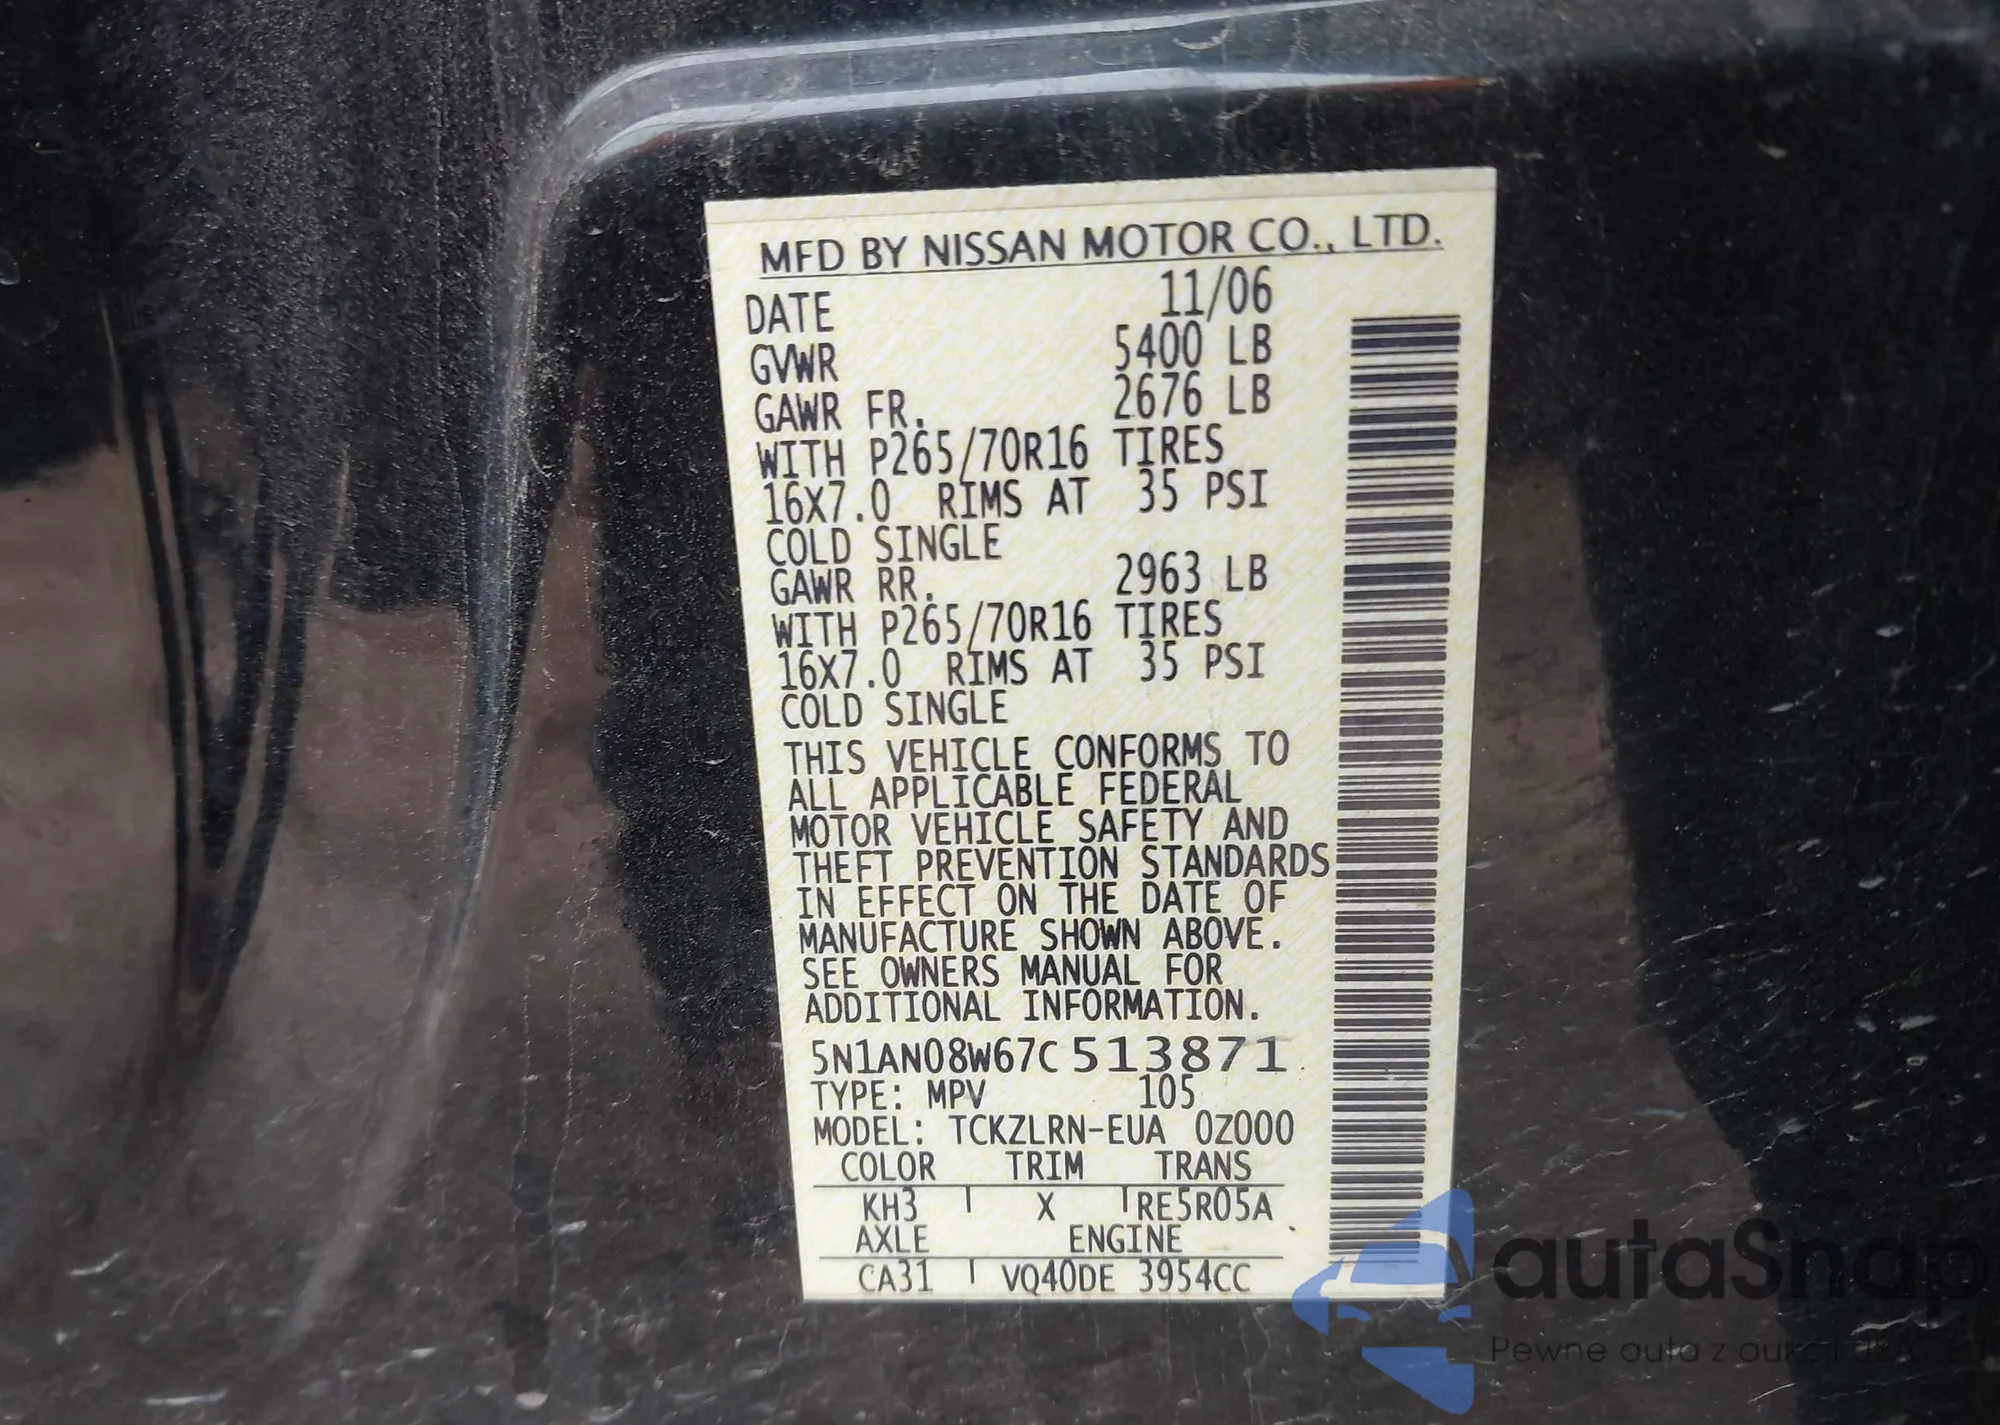 MFD BY NISSAN MOTOR CO., LTD.
DATE 11/06
GVWR 5400 LB
GAWR FR. 2676 LB
WITH P265/70R16 TIRES
16X7.0 RIMS AT 35 PSI
COLD SINGLE
GAWR RR. 2963 LB
WITH P265/70R16 TIRES
16X7.0 RIMS AT 35 PSI
COLD SINGLE
THIS VEHICLE CONFORMS TO
ALL APPLICABLE FEDERAL
MOTOR VEHICLE SAFETY AND
THEFT PREVENTION STANDARDS
IN EFFECT ON THE DATE OF
MANUFACTURE SHOWN ABOVE.
SEE OWNERS MANUAL FOR
ADDITIONAL INFORMATION.
5N1AN08W67C513871
TYPE: MPV 105
MODEL: TCKZLRN-EUA 0Z000
COLOR TRIM TRANS
KH3 X RE5R05A
AXLE ENGINE
CA31 VQ40DE 3954CC
autaSnap
Pewne auta z aukcji